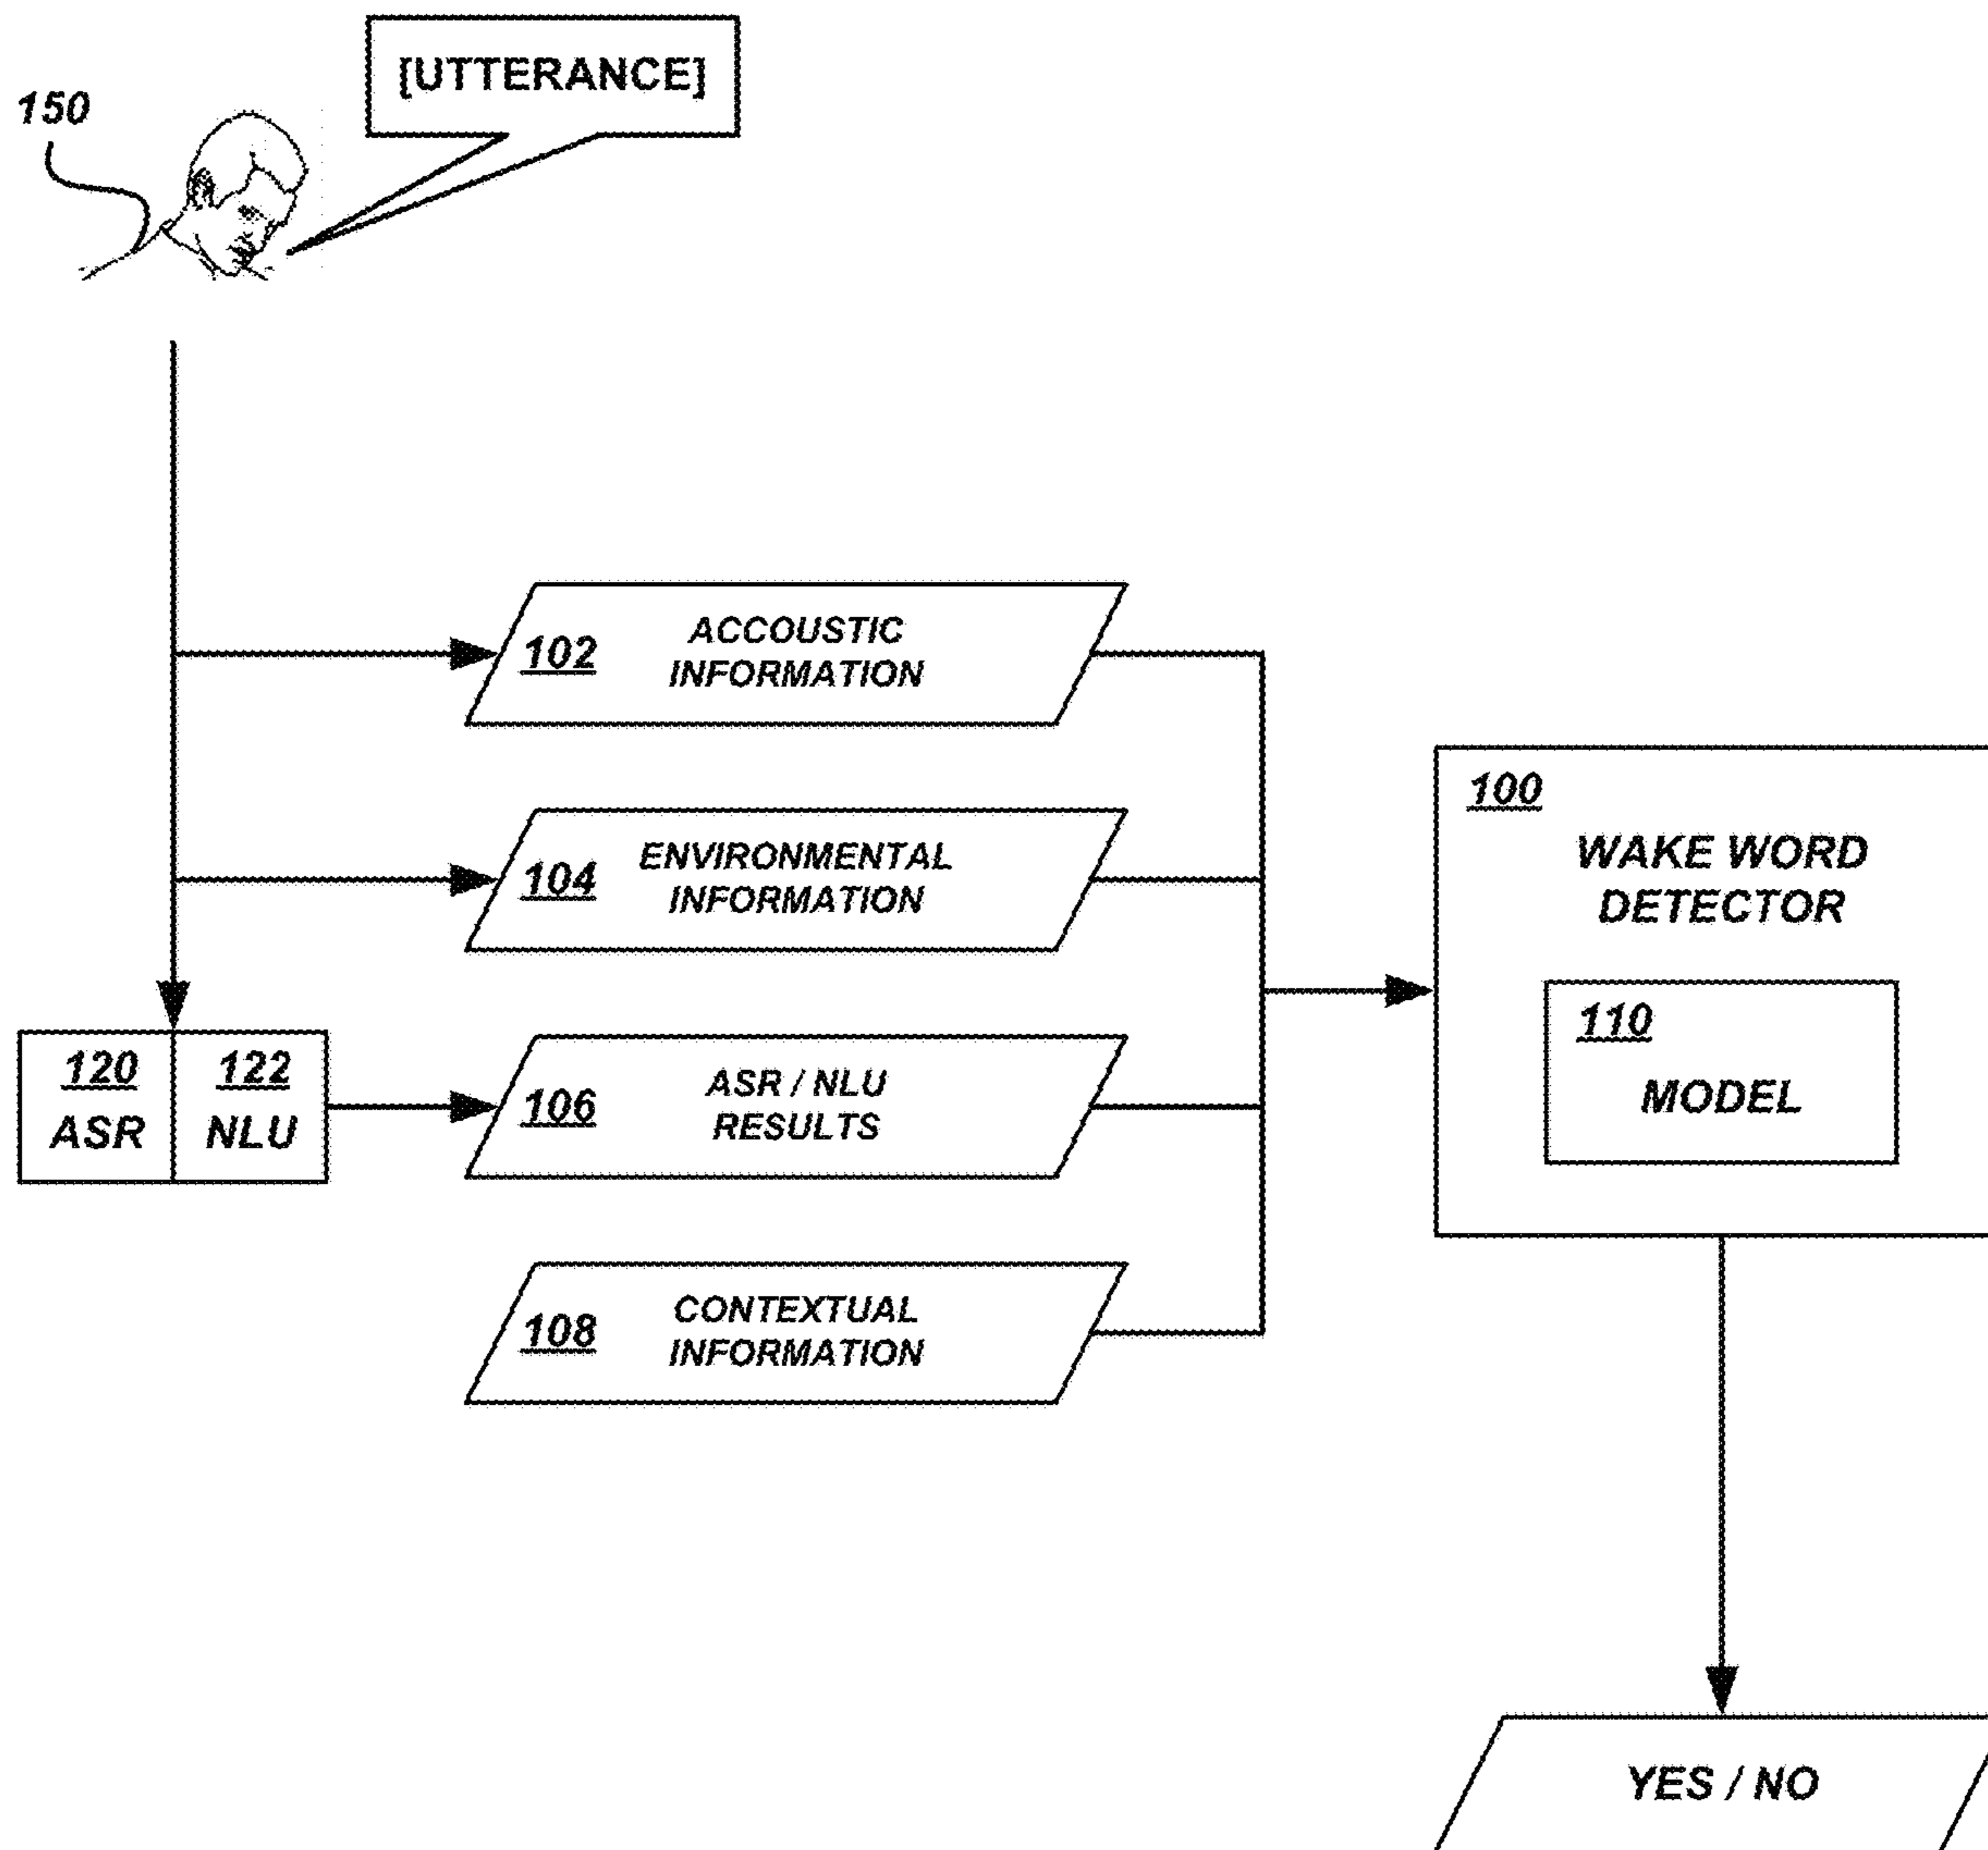 [UTTERANCE]
150
102
ACCOUSTIC
INFORMATION
104
ENVIRONMENTAL
INFORMATION
120
ASR
122
NLU
106
ASR / NLU
RESULTS
108
CONTEXTUAL
INFORMATION
100
WAKE WORD
DETECTOR
110
MODEL
YES / NO